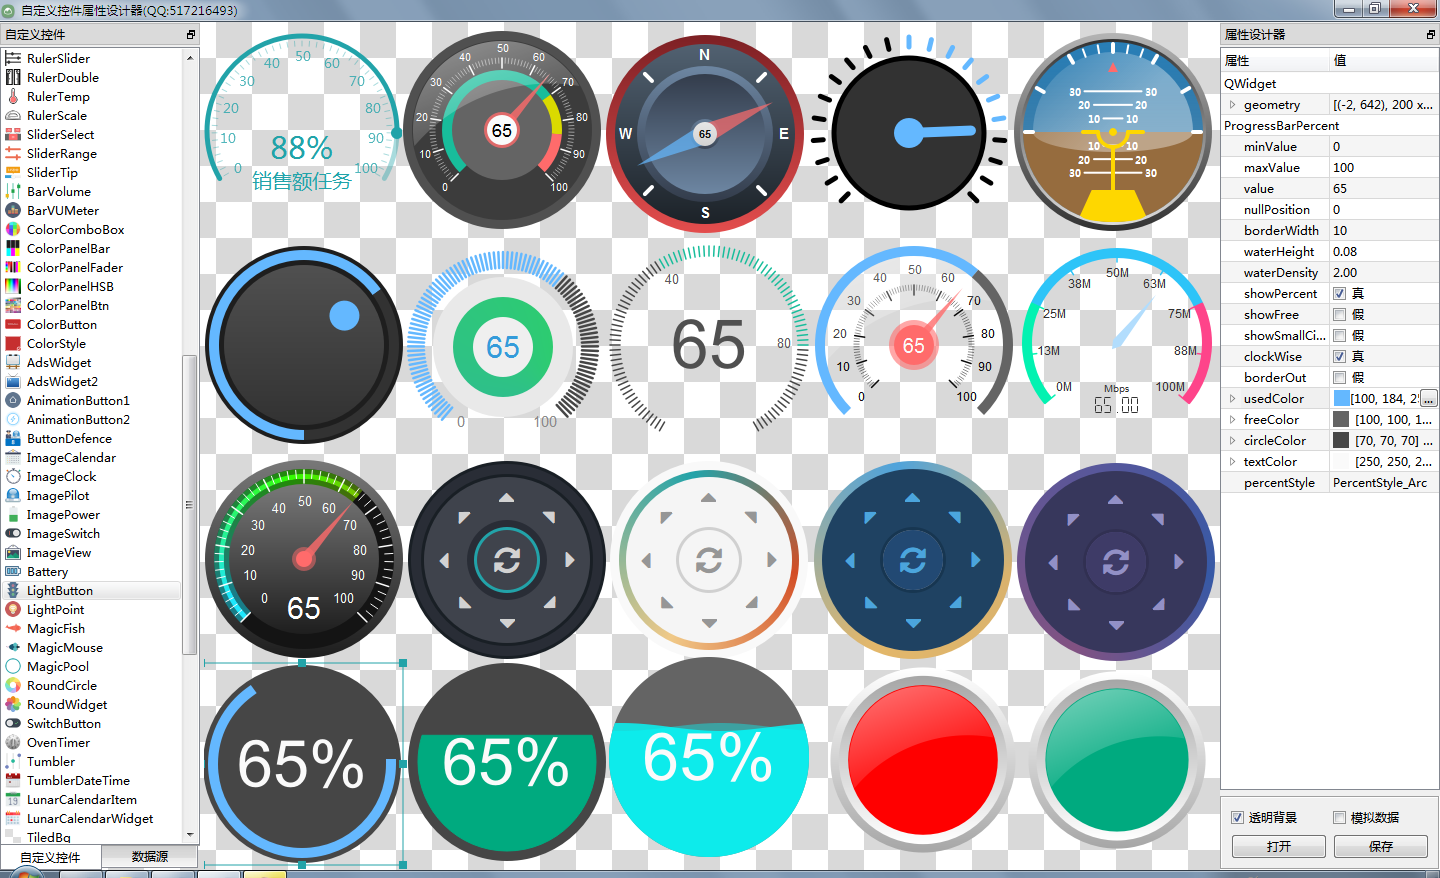 自定义控件属性设计器(QQ:517216493)
自定义控件
RulerSlider
RulerDouble
RulerTemp
RulerScale
SliderSelect
SliderRange
SliderTip
BarVolume
BarVUMeter
ColorComboBox
ColorPanelBar
ColorPanelFader
ColorPanelHSB
ColorPanelBtn
ColorButton
ColorStyle
AdsWidget
AdsWidget2
AnimationButton1
AnimationButton2
ButtonDefence
ImageCalendar
ImageClock
ImagePilot
ImagePower
ImageSwitch
ImageView
Battery
LightButton
LightPoint
MagicFish
MagicMouse
MagicPool
RoundCircle
RoundWidget
SwitchButton
OvenTimer
Tumbler
TumblerDateTime
LunarCalendarItem
LunarCalendarWidget
TiledBg
自定义控件 数据源
0 10 20 30 40 50 60 70 80 90 100
88%
销售额任务
0 10 20 30 40 50 60 70 80 90 100
65
N
W E
S
65
30 30
20 20
10 10
10 10
20 20
30 30
65
0 100
40
80
65
0 10 20 30 40 50 60 70 80 90 100
65
0M 13M 25M 38M 50M 63M 75M 88M 100M
Mbps
65.00
0 10 20 30 40 50 60 70 80 90 100
65
65%
65%
65%
属性设计器
属性 值
QWidget
geometry [(-2, 642), 200 x...
ProgressBarPercent
minValue 0
maxValue 100
value 65
nullPosition 0
borderWidth 10
waterHeight 0.08
waterDensity 2.00
showPercent 真
showFree 假
showSmallCi... 假
clockWise 真
borderOut 假
usedColor [100, 184, 25 ...
freeColor [100, 100, 1...
circleColor [70, 70, 70] ...
textColor [250, 250, 2...
percentStyle PercentStyle_Arc
透明背景 模拟数据
打开 保存